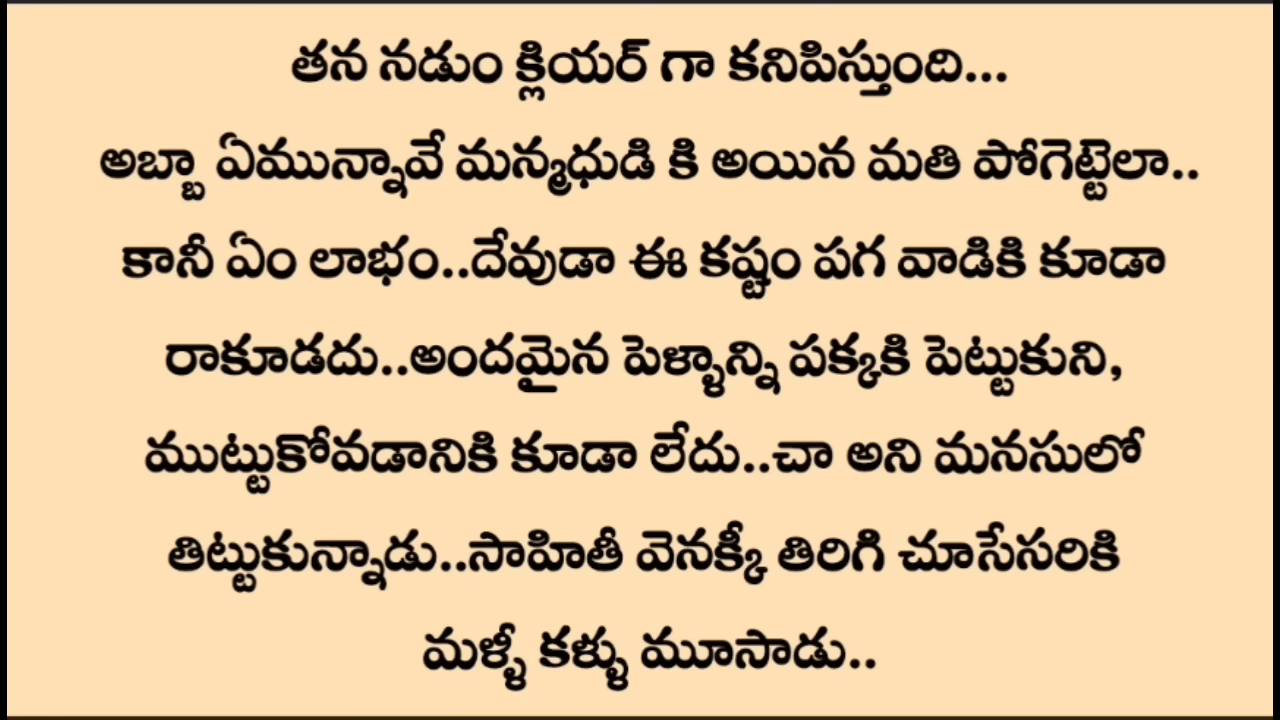 తన నడుం క్లియర్ గా కనిపిస్తుంది...
అబ్బా ఏమున్నావే మన్మధుడి కి అయిన మతి పోగెట్టెలా..
కానీ ఏం లాభం..దేవుడా ఈ కష్టం పగ వాడికి కూడా
రాకూడదు..అందమైన పెళ్ళాన్ని పక్కకి పెట్టుకుని,
ముట్టుకోవడానికి కూడా లేదు..చా అని మనసులో
తిట్టుకున్నాడు..సాహితీ వెనక్కీ తిరిగి చూసేసరికి
మళ్ళీ కళ్ళు మూసాడు..